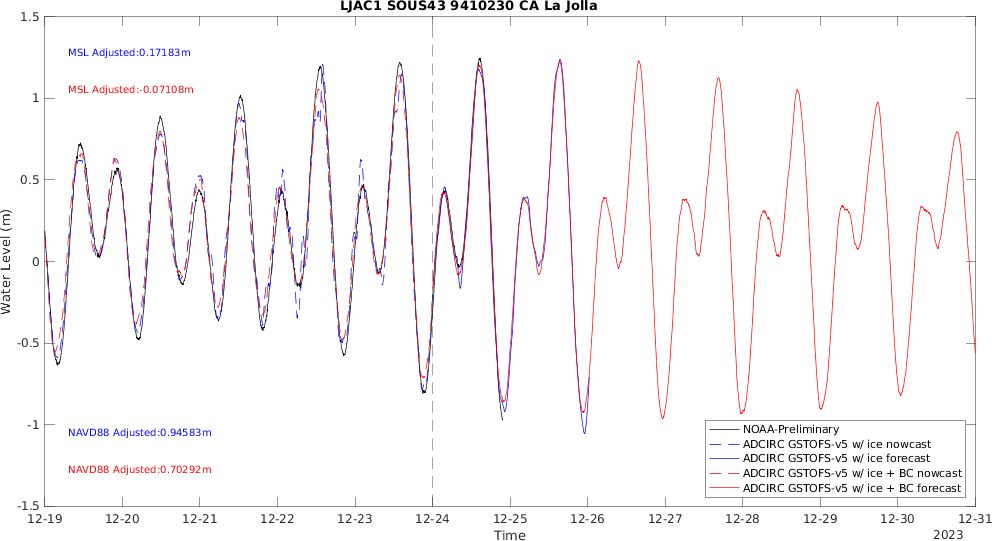 LJAC1 SOUS43 9410230 CA La Jolla
1.5
MSL Adjusted:0.17183m
MSL Adjusted:-0.07108m
1
0.5
Water Level (m)
0
-0.5
-1
NAVD88 Adjusted:0.94583m
NAVD88 Adjusted:0.70292m
NOAA-Preliminary
ADCIRC GSTOFS-v5 w/ ice nowcast
ADCIRC GSTOFS-v5 w/ ice forecast
ADCIRC GSTOFS-v5 w/ ice + BC nowcast
ADCIRC GSTOFS-v5 w/ ice + BC forecast
-1.5
12-19 12-20 12-21 12-22 12-23 12-24 12-25 12-26 12-27 12-28 12-29 12-30 12-31
Time
2023